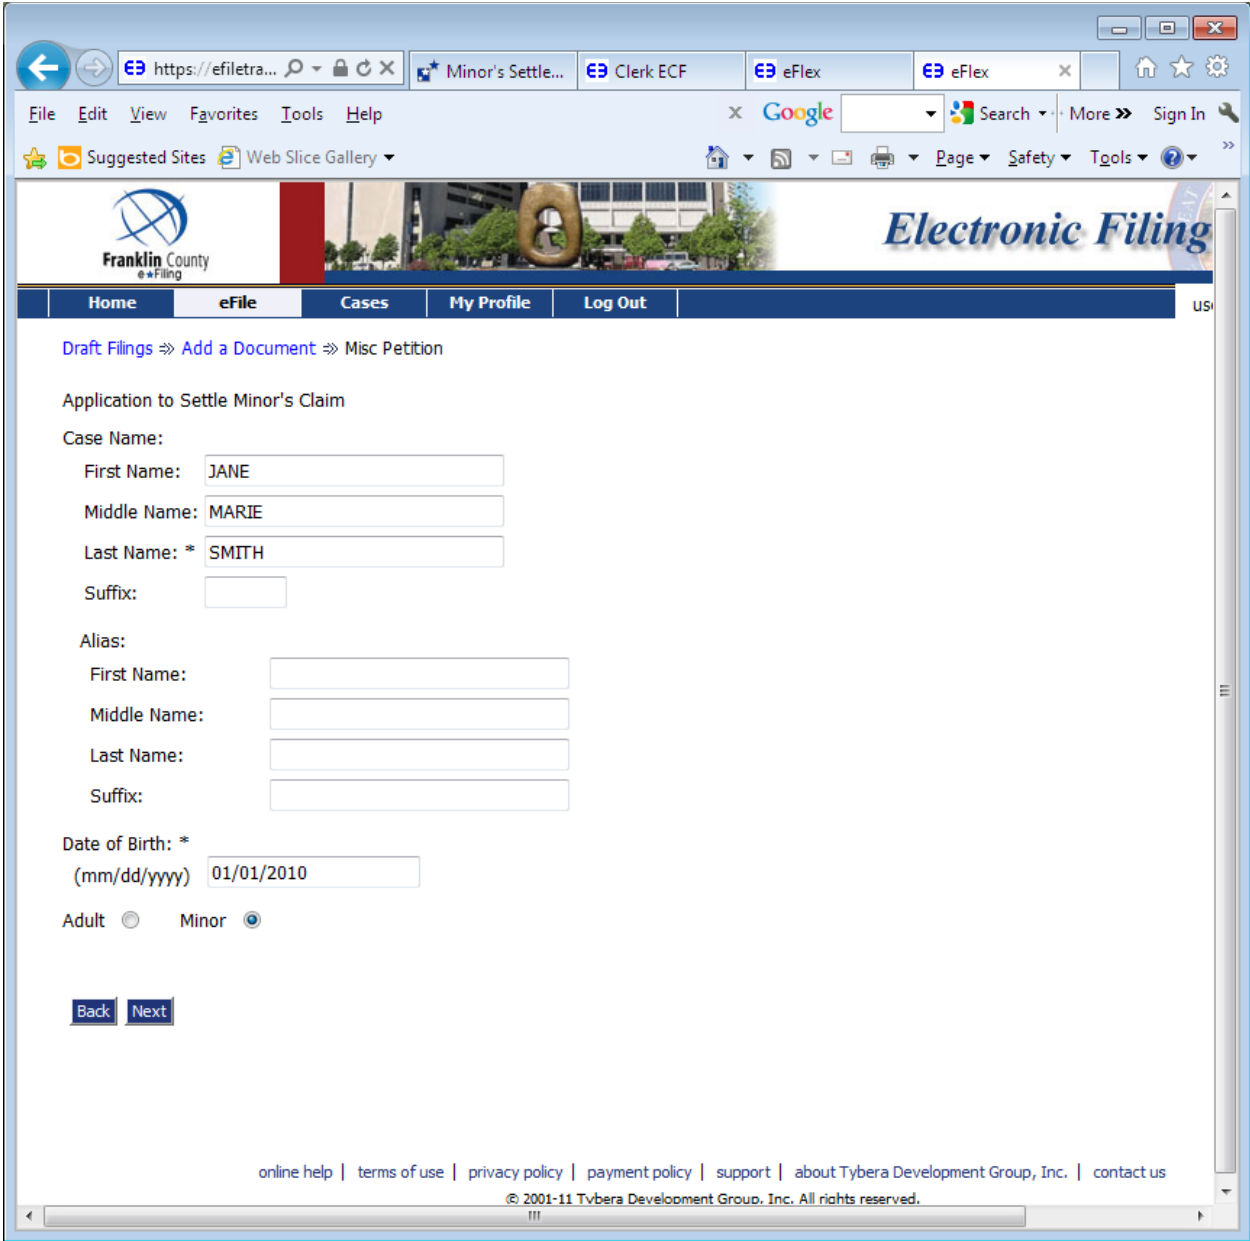 https://efiletra...
Minor's Settle...
Clerk ECF
eFlex
eFlex
File Edit View Favorites Tools Help
x Google Search More » Sign In
Suggested Sites Web Slice Gallery
Page Safety Tools »
Franklin County
e★Filing
Electronic Filing
Home eFile Cases My Profile Log Out
Draft Filings ⇒ Add a Document ⇒ Misc Petition
Application to Settle Minor's Claim
Case Name:
First Name: JANE
Middle Name: MARIE
Last Name: * SMITH
Suffix:
Alias:
First Name:
Middle Name:
Last Name:
Suffix:
Date of Birth: *
(mm/dd/yyyy) 01/01/2010
Adult Minor
Back Next
online help | terms of use | privacy policy | payment policy | support | about Tybera Development Group, Inc. | contact us
© 2001-11 Tybera Development Group, Inc. All rights reserved.